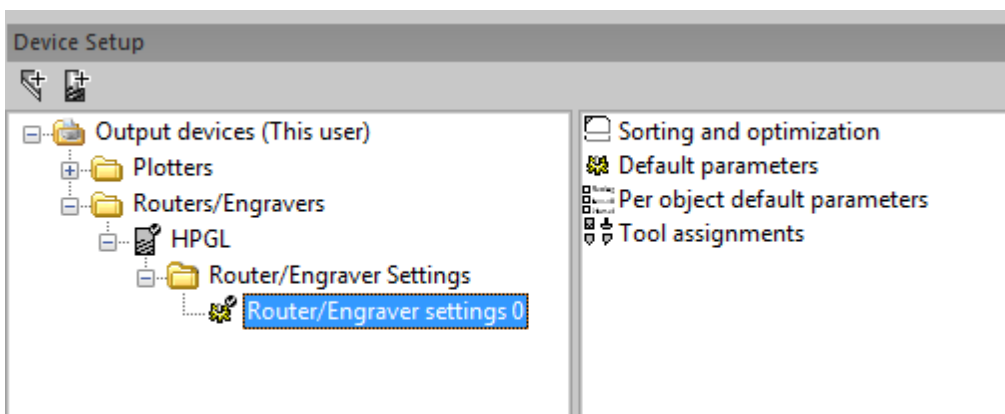 Device Setup
Output devices (This user)
Plotters
Routers/Engravers
HPGL
Router/Engraver Settings
Router/Engraver settings 0
Sorting and optimization
Default parameters
Per object default parameters
Tool assignments